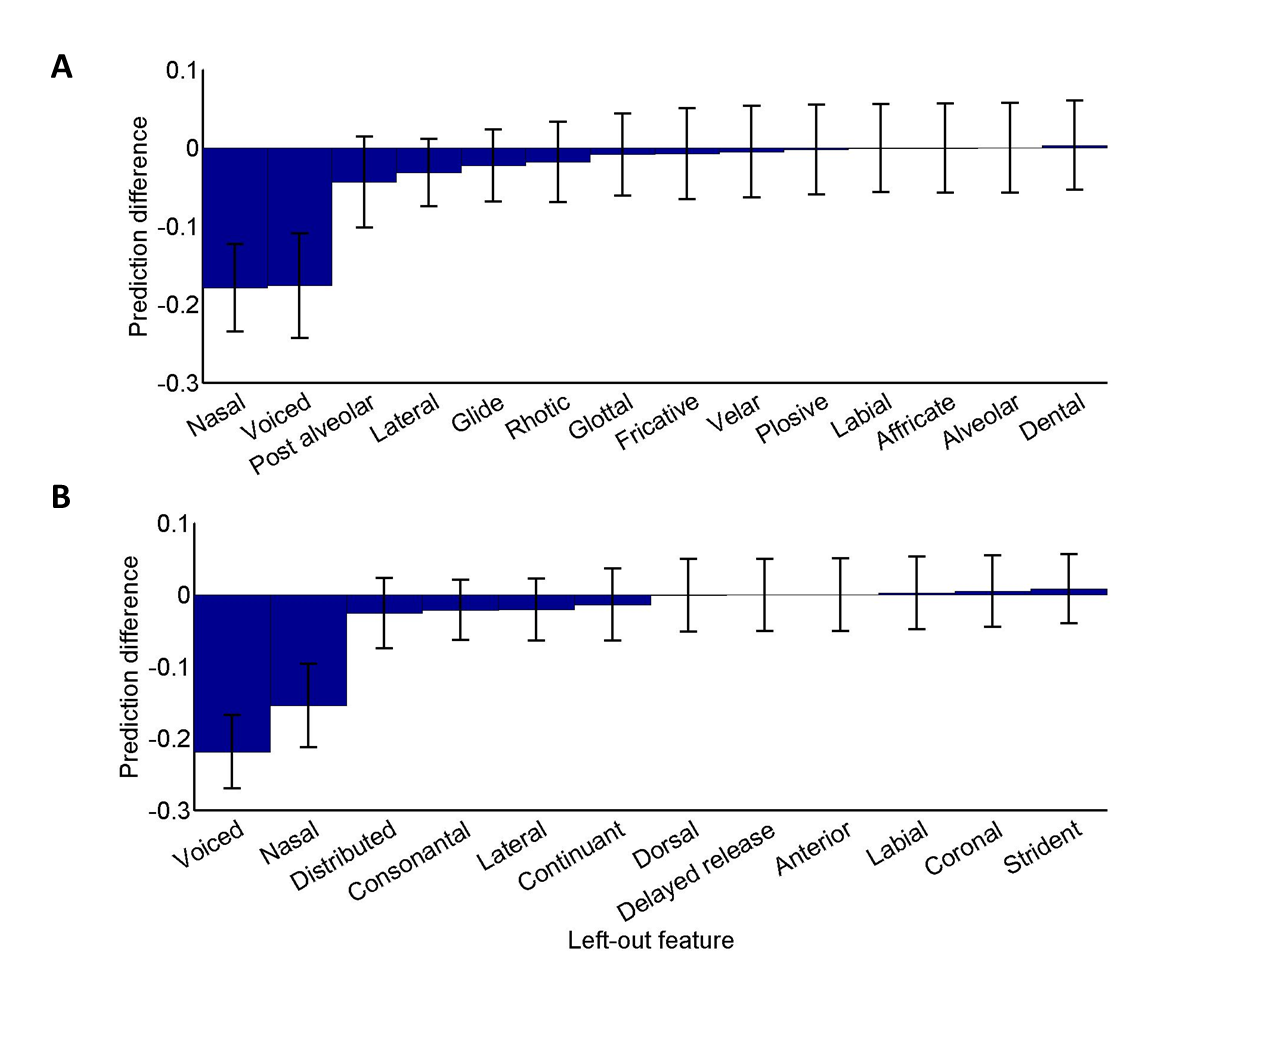 A
0.1
0
-0.1
-0.2
-0.3
Prediction difference
Nasal
Voiced
Post alveolar
Lateral
Glide
Rhotic
Glottal
Fricative
Velar
Plosive
Labial
Affricate
Alveolar
Dental
B
0.1
0
-0.1
-0.2
-0.3
Prediction difference
Voiced
Nasal
Distributed
Consonantal
Lateral
Continuant
Dorsal
Delayed release
Anterior
Labial
Coronal
Strident
Left-out feature